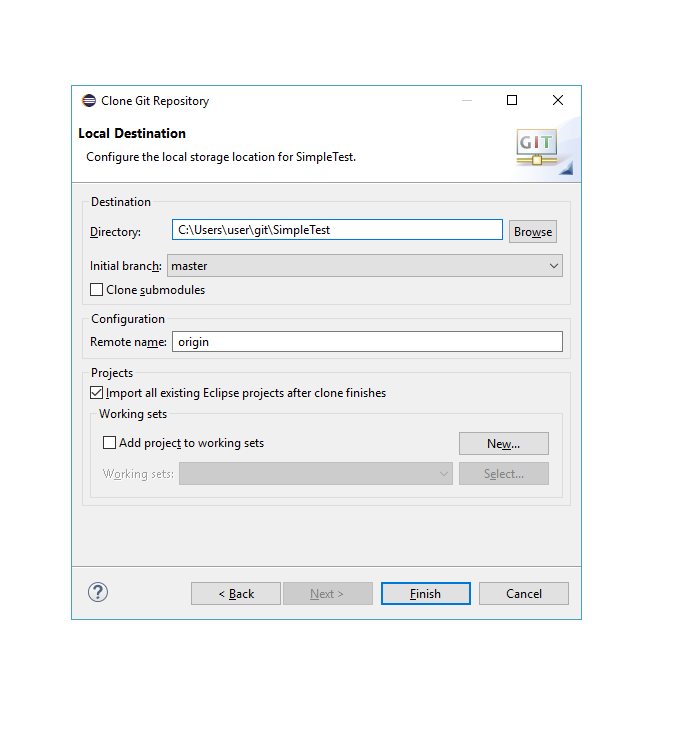 Clone Git Repository
Local Destination
Configure the local storage location for SimpleTest.
GIT
Destination
Directory: C:\Users\user\git\SimpleTest Browse
Initial branch: master
Clone submodules
Configuration
Remote name: origin
Projects
Import all existing Eclipse projects after clone finishes
Working sets
Add project to working sets New...
Working sets: Select...
? < Back Next > Finish Cancel